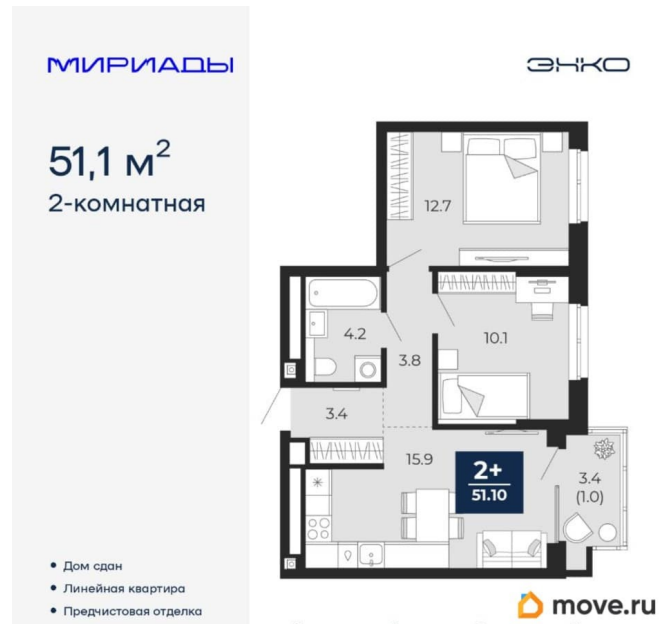 МИРИАДЫ
ЭНКО
51,1 м²
2-комнатная
12.7
4.2
10.1
3.8
3.4
15.9
2+
51.10
3.4
(1.0)
• Дом сдан
• Линейная квартира
• Предчистовая отделка
move.ru